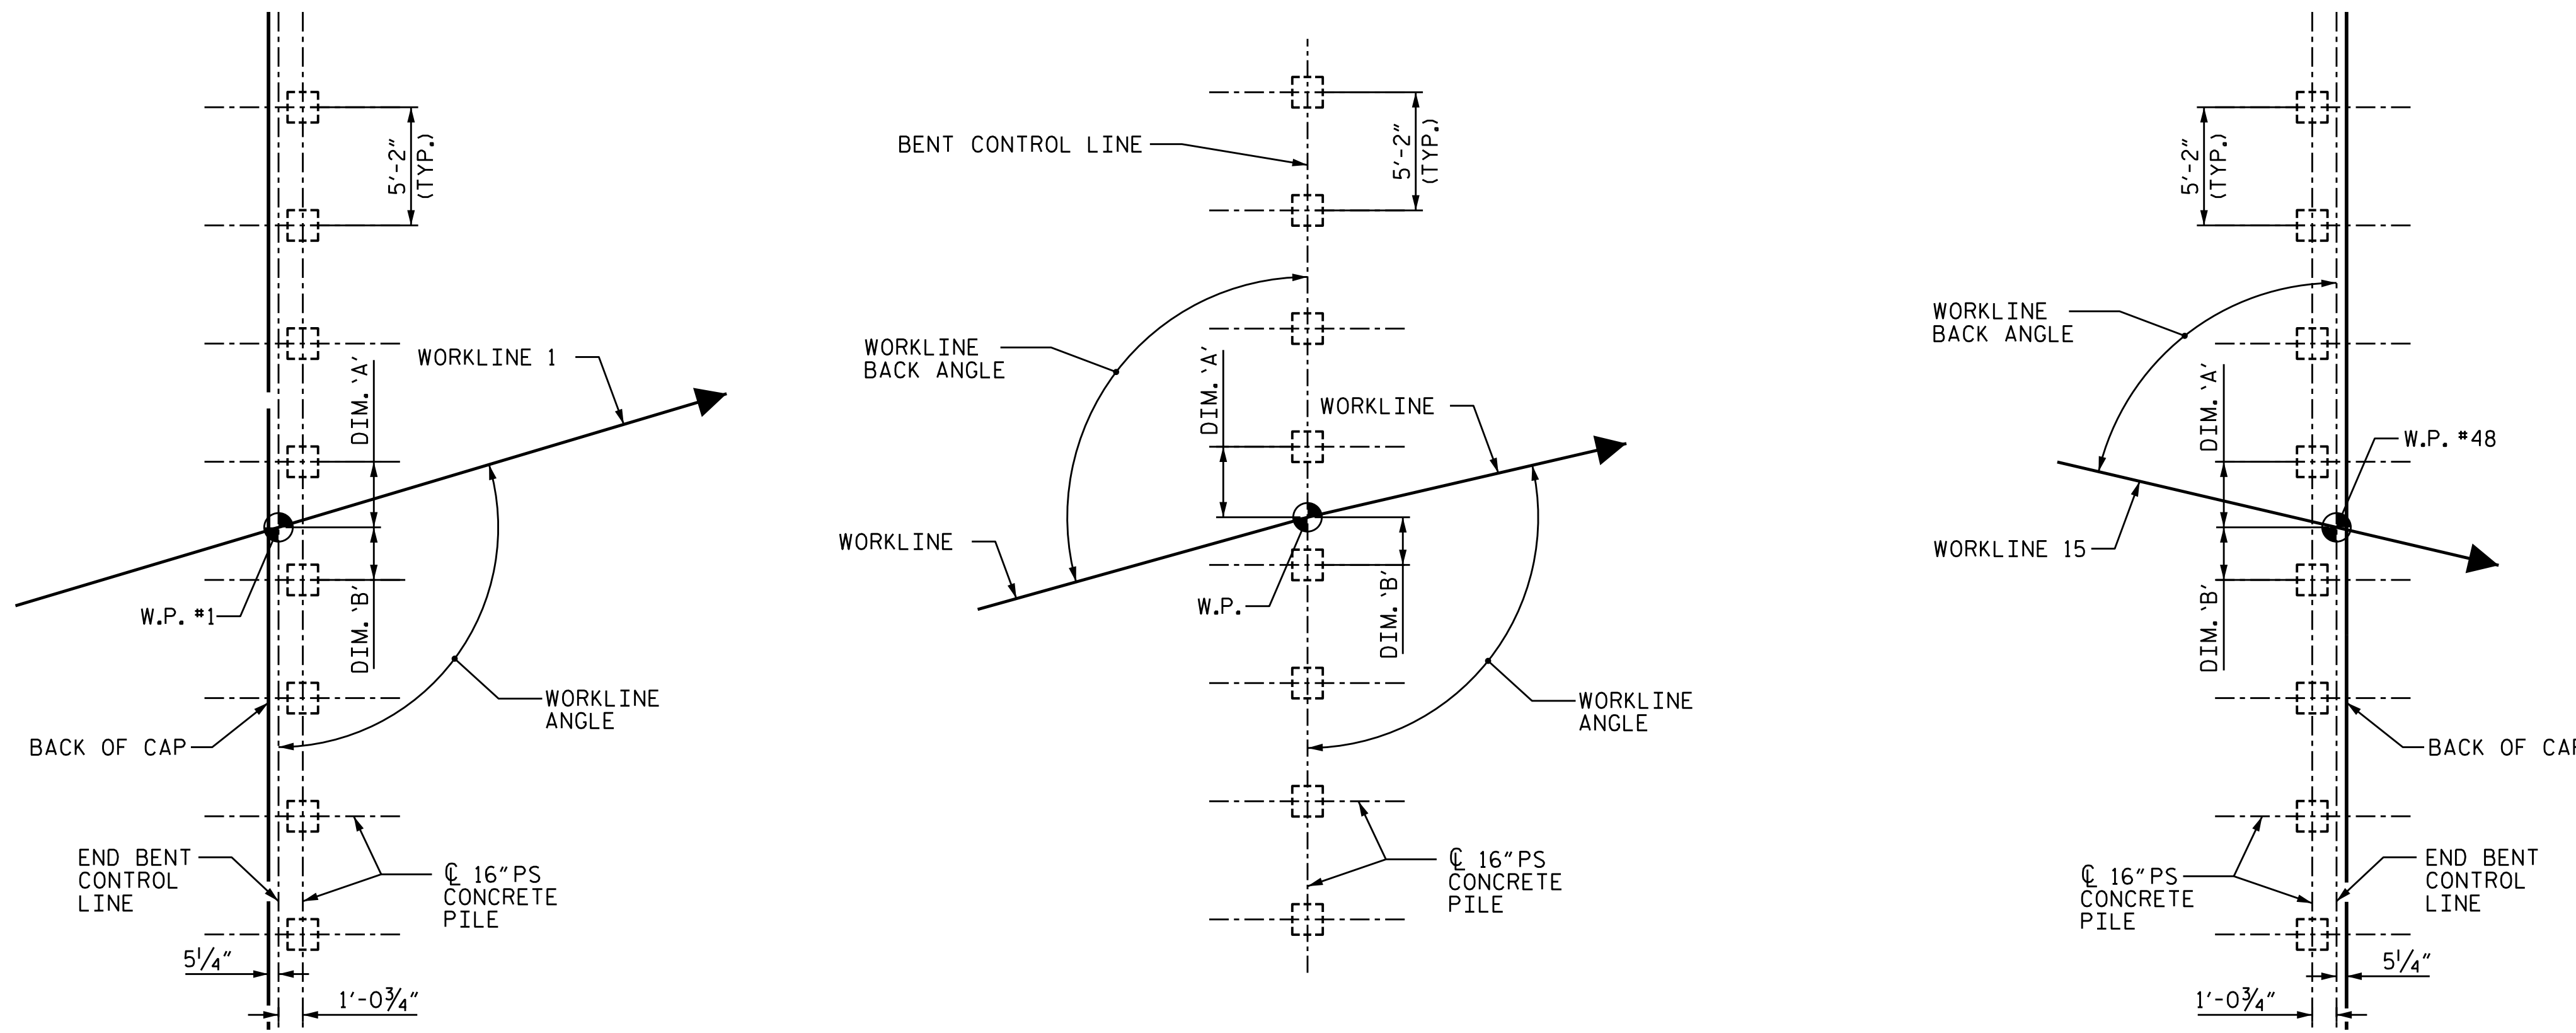 5'-2"
(TYP.)
WORKLINE 1
DIM. 'A'
W.P. #1
DIM. 'B'
WORKLINE
ANGLE
BACK OF CAP
END BENT
CONTROL
LINE
℄ 16" PS
CONCRETE
PILE
5¼"
1'-0¾"
BENT CONTROL LINE
5'-2"
(TYP.)
WORKLINE
BACK ANGLE
DIM. 'A'
WORKLINE
WORKLINE
W.P.
DIM. 'B'
WORKLINE
ANGLE
℄ 16" PS
CONCRETE
PILE
5'-2"
(TYP.)
WORKLINE
BACK ANGLE
DIM. 'A'
W.P. #48
WORKLINE 15
DIM. 'B'
BACK OF CAP
℄ 16" PS
CONCRETE
PILE
END BENT
CONTROL
LINE
5¼"
1'-0¾"